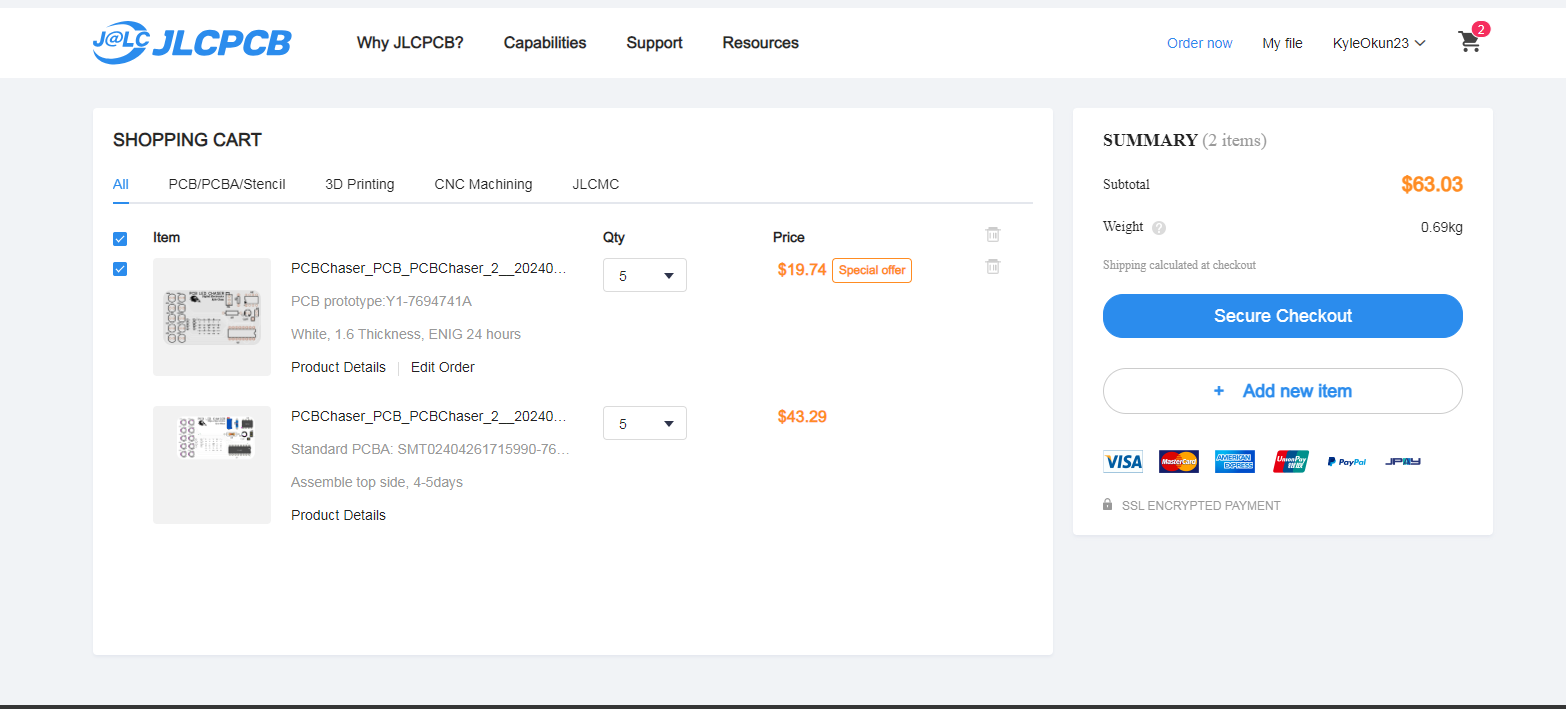 J@LC JLCPCB
Why JLCPCB? Capabilities Support Resources
Order now My file KyleOkun23 2
SHOPPING CART
All PCB/PCBA/Stencil 3D Printing CNC Machining JLCMC
Item Qty Price
PCBChaser_PCB_PCBChaser_2__20240... 5 $19.74 Special offer
PCB prototype:Y1-7694741A
White, 1.6 Thickness, ENIG 24 hours
Product Details Edit Order
PCBChaser_PCB_PCBChaser_2__20240... 5 $43.29
Standard PCBA: SMT02404261715990-76...
Assemble top side, 4-5days
Product Details
SUMMARY (2 items)
Subtotal $63.03
Weight ? 0.69kg
Shipping calculated at checkout
Secure Checkout
+ Add new item
VISA MasterCard AMERICAN EXPRESS UnionPay 银联 PayPal JPAY
SSL ENCRYPTED PAYMENT